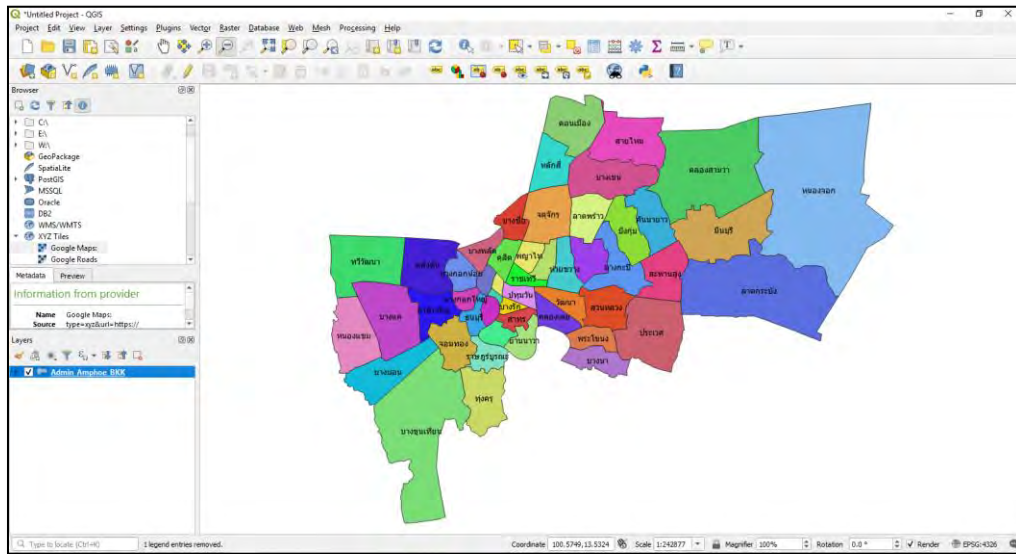 *Untitled Project - QGIS
Project Edit View Layer Settings Plugins Vector Raster Database Web Mesh Processing Help
Browser
C:\
E:\
W:\
GeoPackage
SpatiaLite
PostGIS
MSSQL
Oracle
DB2
WMS/WMTS
XYZ Tiles
Google Maps:
Google Roads
Metadata Preview
Information from provider
Name Google Maps:
Source type=xyz&url=https://
Layers
Admin_Amphoe_BKK
ดอนเมือง
สายไหม
หลักสี่
บางเขน
คลองสามวา
หนองจอก
บางซื่อ
จตุจักร
ลาดพร้าว
บึงกุ่ม
คันนายาว
มีนบุรี
บางพลัด
ดุสิต
พญาไท
ห้วยขวาง
บางกะปิ
สะพานสูง
ลาดกระบัง
ทวีวัฒนา
ตลิ่งชัน
บางกอกน้อย
ราชเทวี
ปทุมวัน
วัฒนา
สวนหลวง
ประเวศ
หนองแขม
บางแค
บางกอกใหญ่
ธนบุรี
บางรัก
สาทร
คลองเตย
พระโขนง
บางนา
จอมทอง
ราษฎร์บูรณะ
ยานนาวา
บางบอน
ทุ่งครุ
บางขุนเทียน
Type to locate (Ctrl+K) 1 legend entries removed. Coordinate 100.5749,13.5324 Scale 1:242877 Magnifier 100% Rotation 0.0 ° Render EPSG:4326